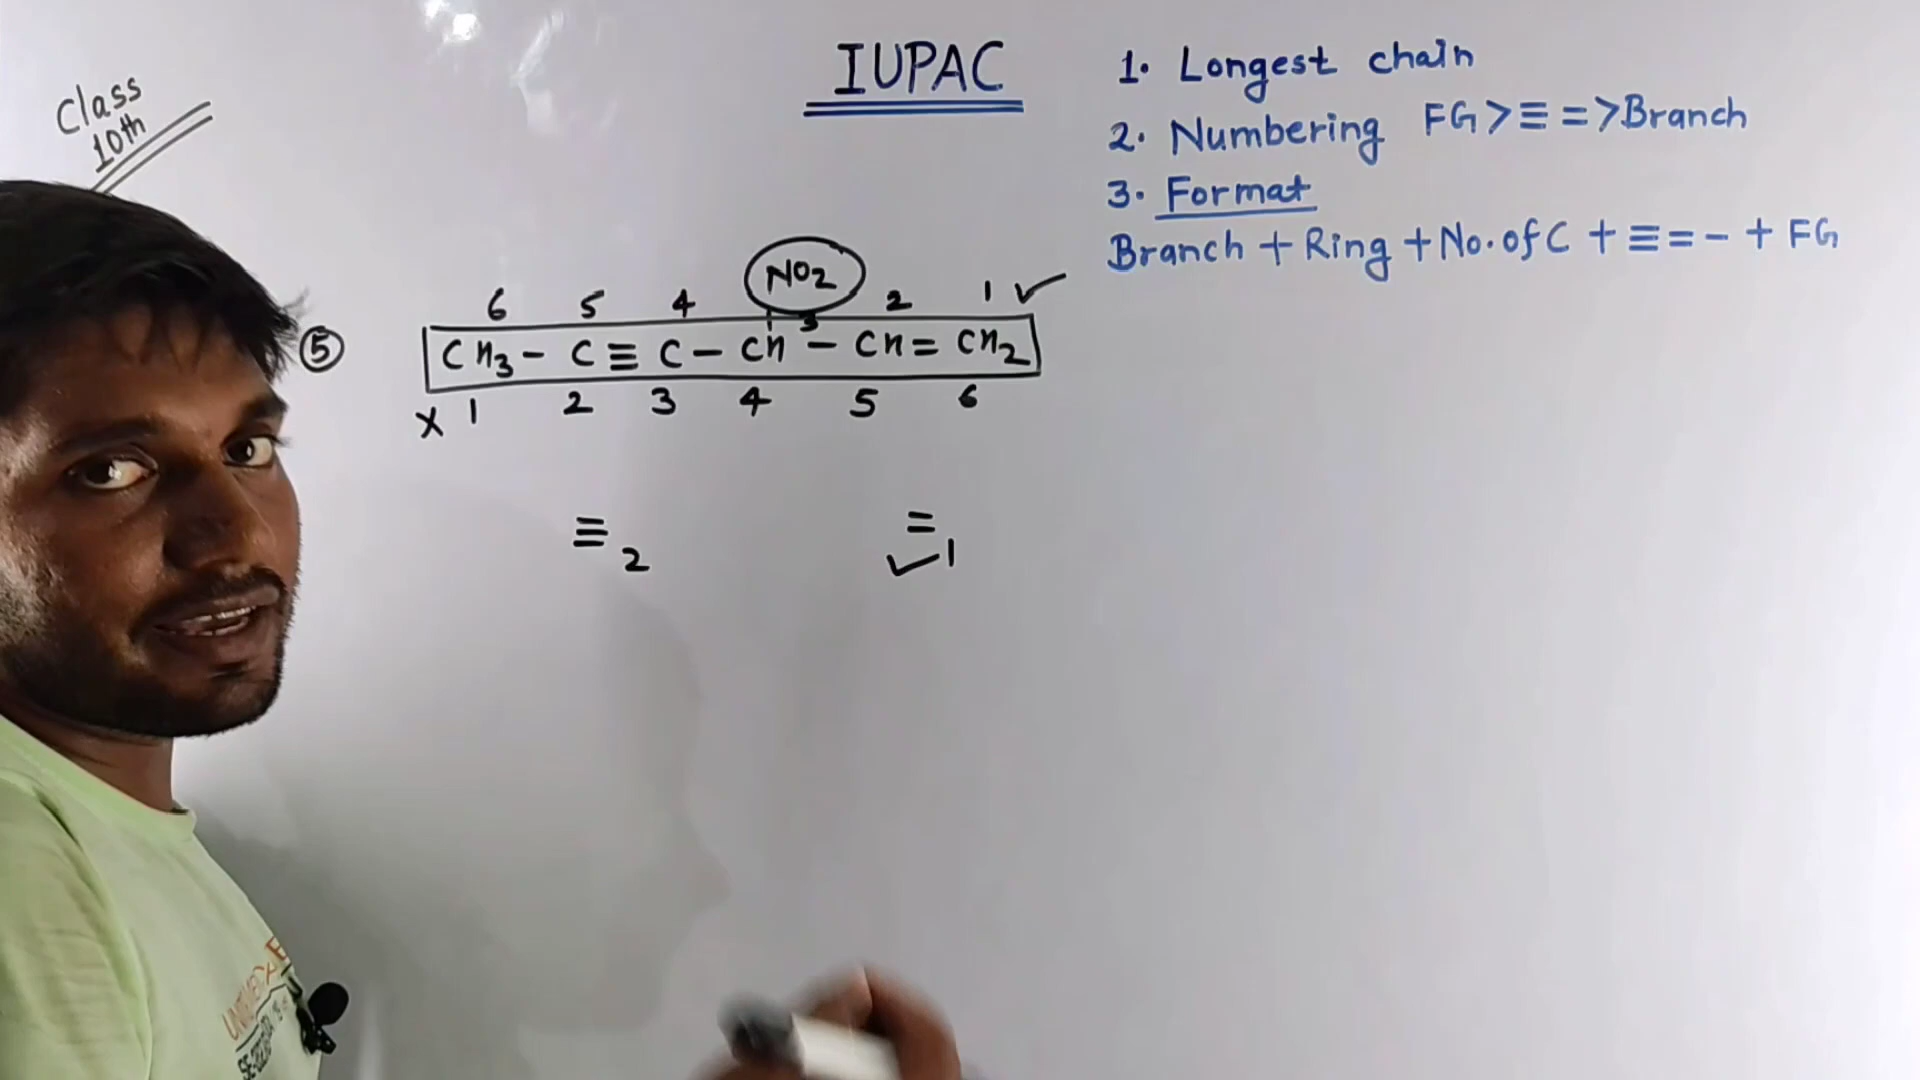 Class
10th
IUPAC
1. Longest chain
2. Numbering FG > ≡ = > Branch
3. Format
Branch + Ring + No. of C + ≡ = - + FG
NO2
6 5 4 3 2 1 ✓
⑤ CH3 - C ≡ C - CH - CH = CH2
x 1 2 3 4 5 6
≡ 2 = ✓1